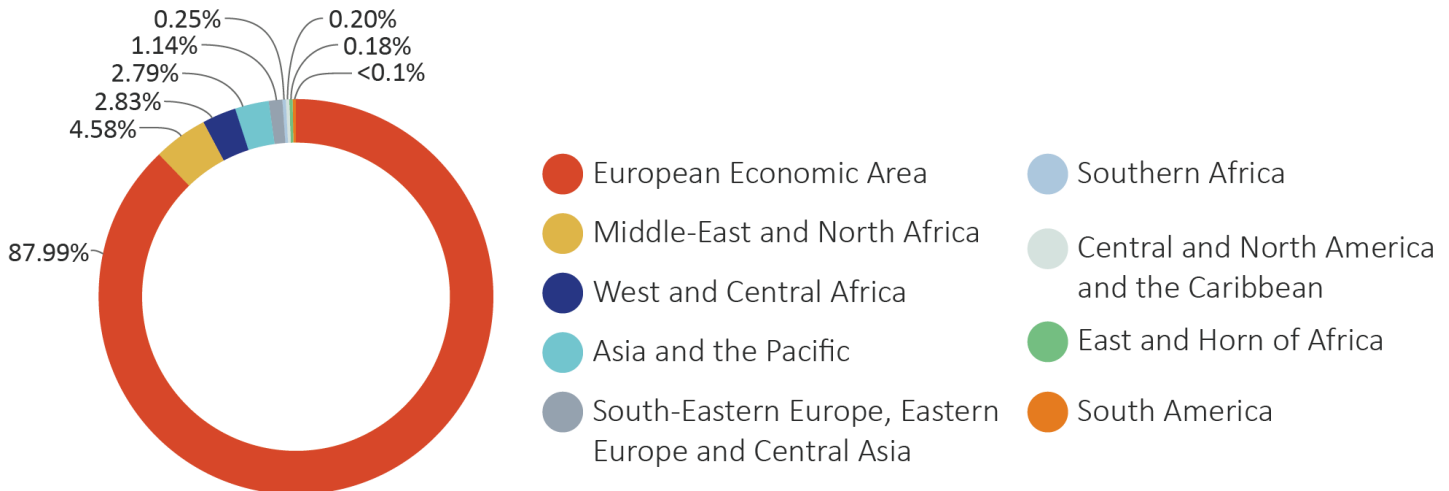 0.25%
0.20%
1.14%
0.18%
2.79%
<0.1%
2.83%
4.58%
87.99%
European Economic Area
Middle-East and North Africa
West and Central Africa
Asia and the Pacific
South-Eastern Europe, Eastern
Europe and Central Asia
Southern Africa
Central and North America
and the Caribbean
East and Horn of Africa
South America